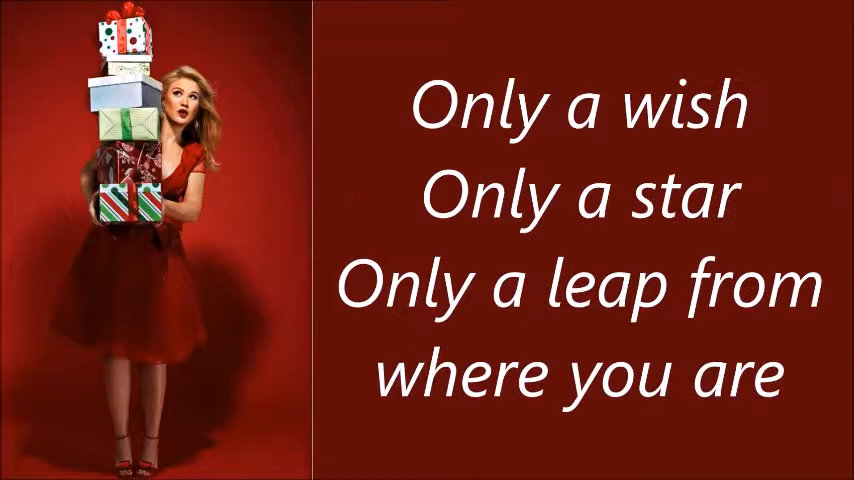 Only a wish
Only a star
Only a leap from
where you are